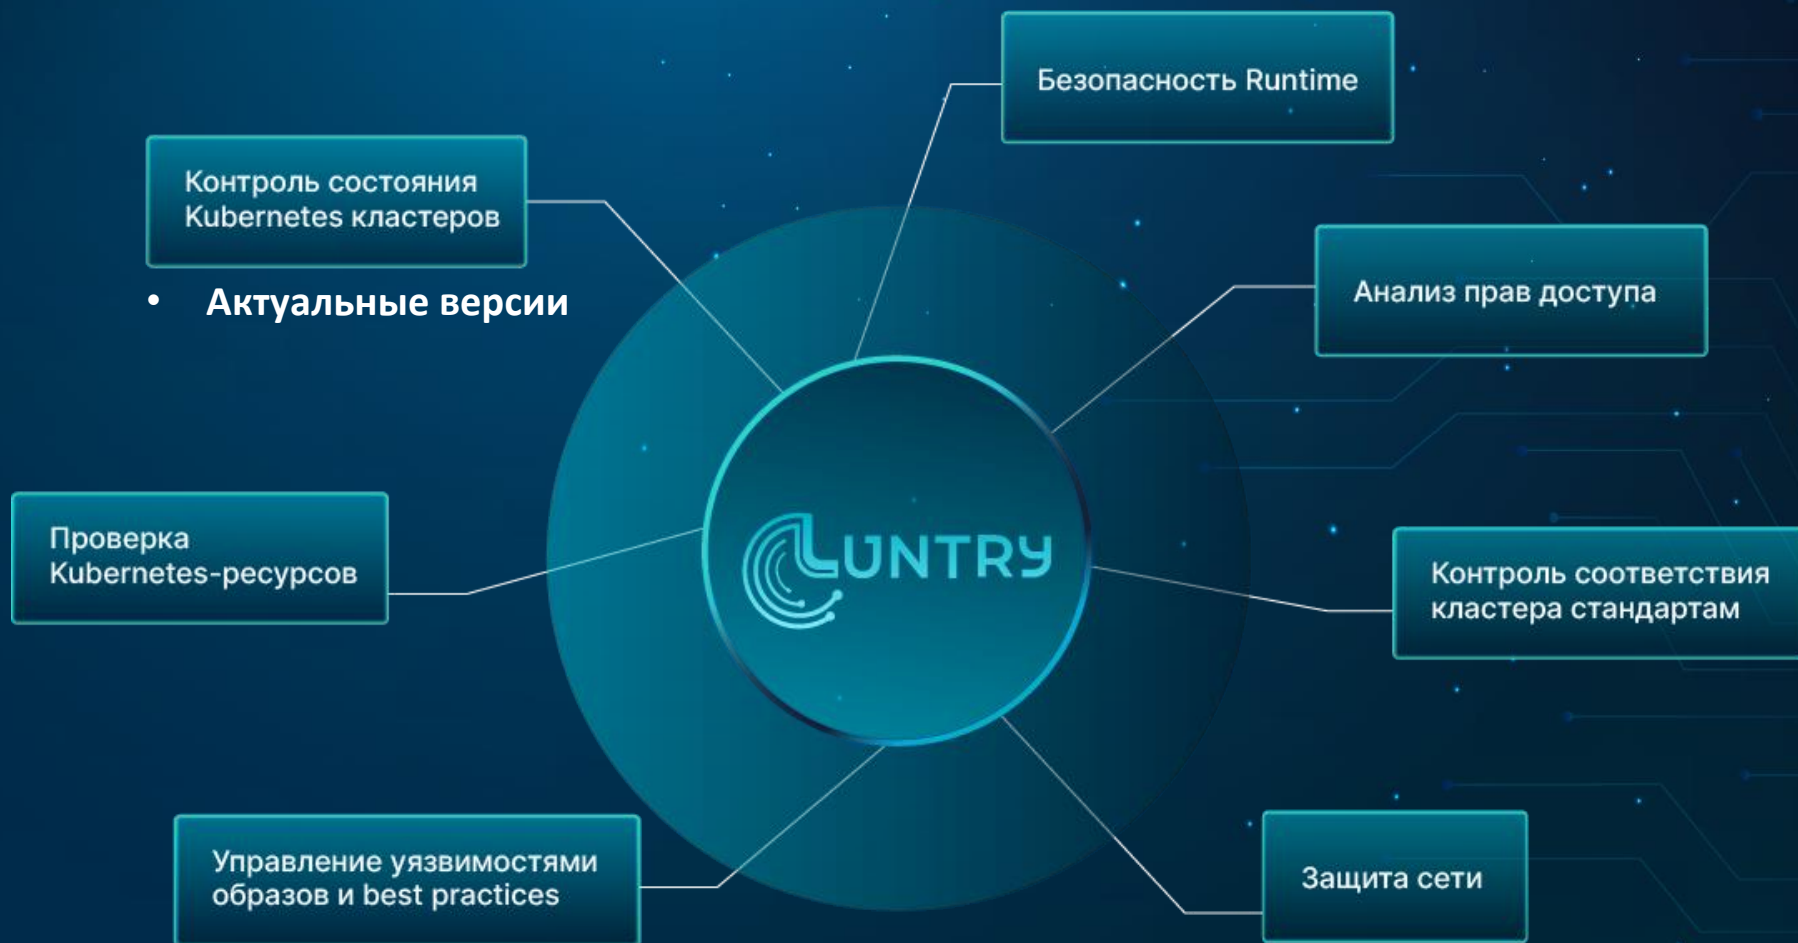 Безопасность Runtime
Контроль состояния
Kubernetes кластеров
• Актуальные версии
Анализ прав доступа
Проверка
Kubernetes-ресурсов
LUNTRY
Контроль соответствия
кластера стандартам
Управление уязвимостями
образов и best practices
Защита сети